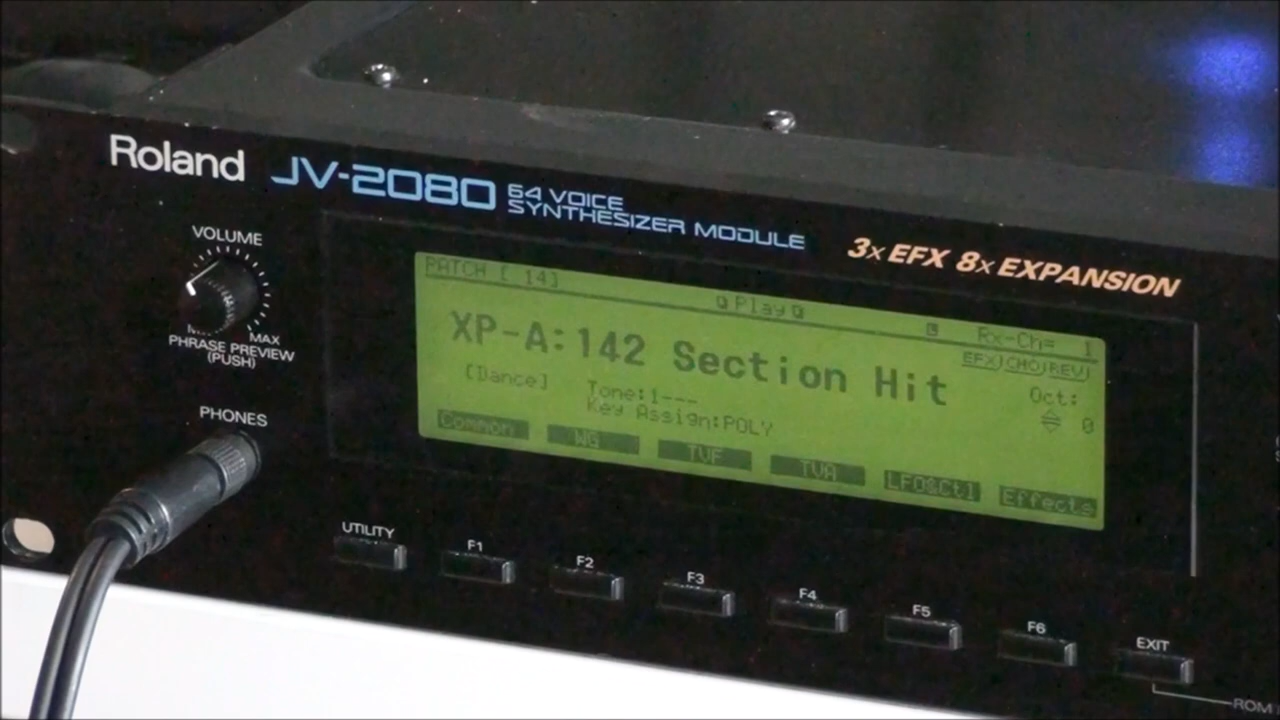 Roland JV-2080 64 VOICE
SYNTHESIZER MODULE
3x EFX 8x EXPANSION
VOLUME
MAX
PHRASE PREVIEW
(PUSH)
PHONES
PATCH [ 14]
Play
Rx-Ch= 1
XP-A:142 Section Hit
EFX CHO REV
[Dance]
Tone:1---
Key Assign:POLY
Oct:
0
Common WG TVF TVA LFO&Ctl Effects
UTILITY F1 F2 F3 F4 F5 F6 EXIT
ROM